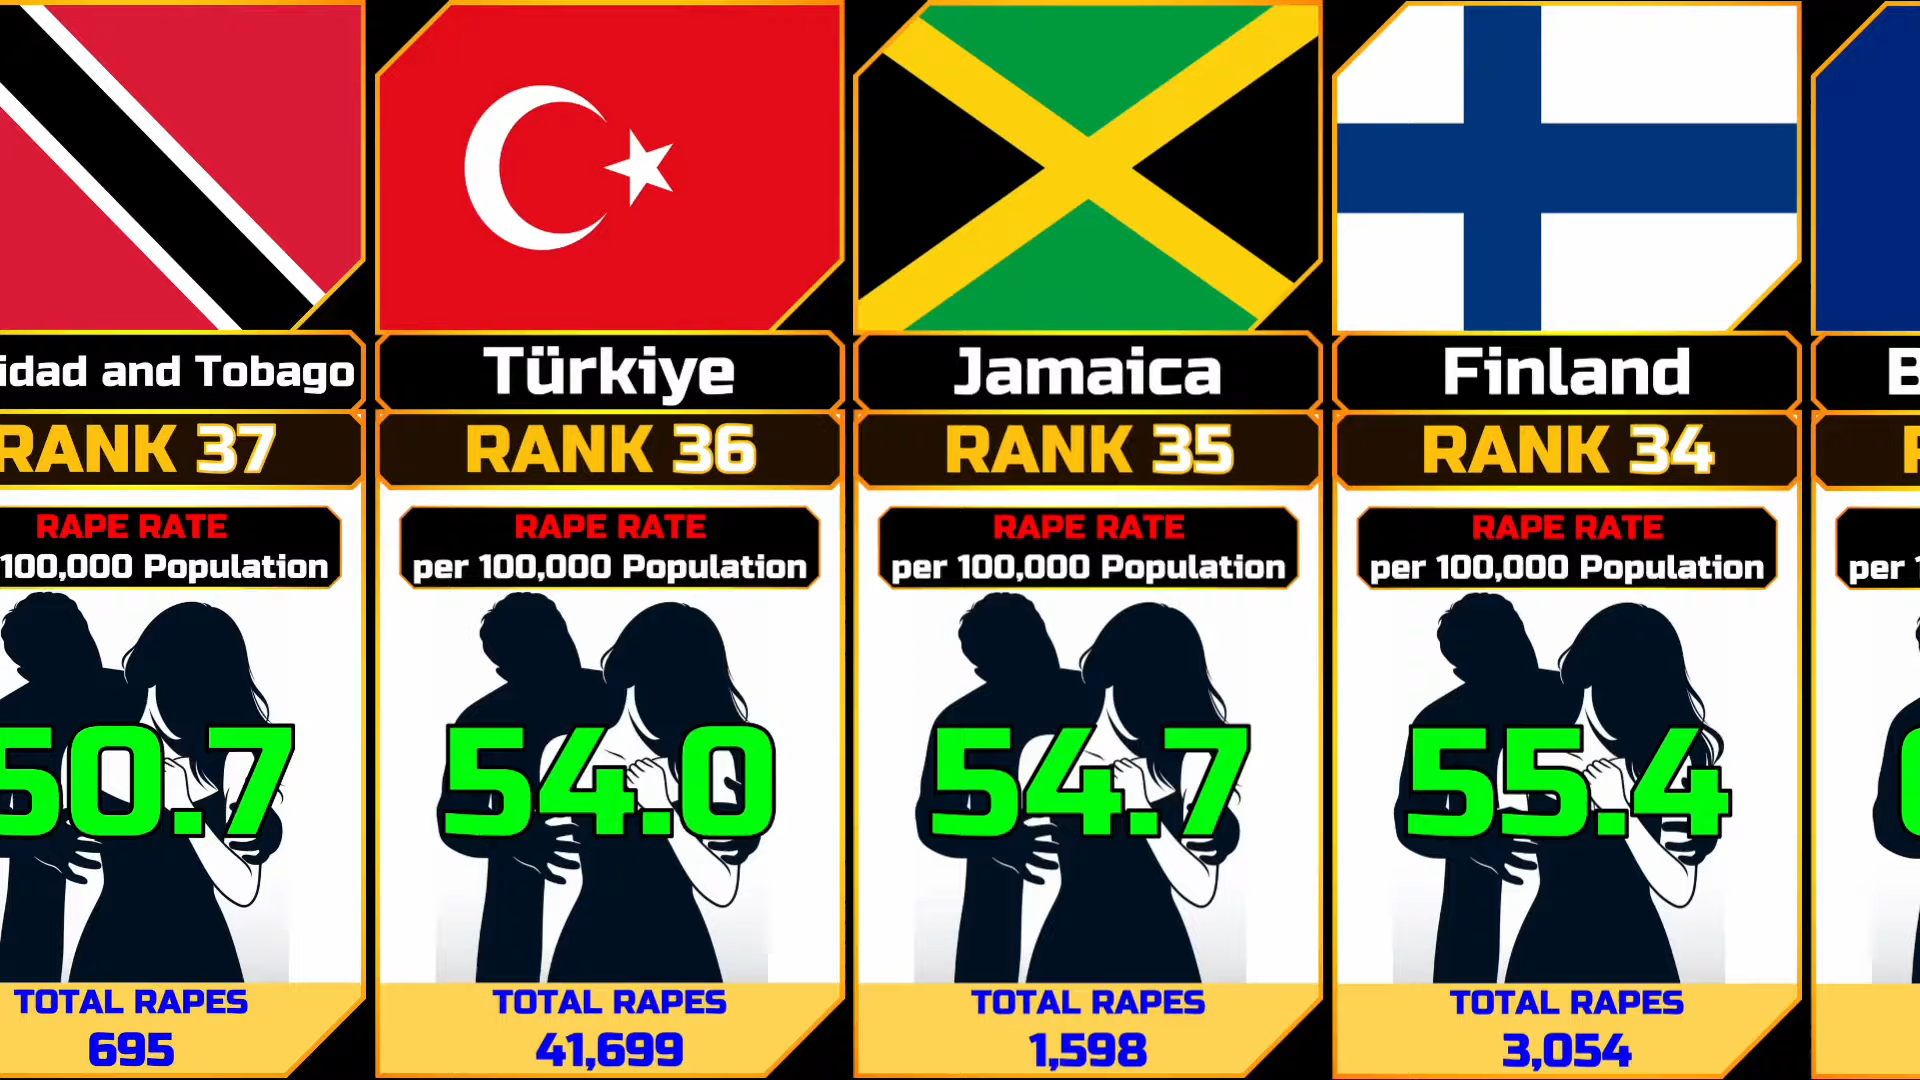 idad and Tobago
RANK 37
RAPE RATE
100,000 Population
50.7
TOTAL RAPES
695
Türkiye
RANK 36
RAPE RATE
per 100,000 Population
54.0
TOTAL RAPES
41,699
Jamaica
RANK 35
RAPE RATE
per 100,000 Population
54.7
TOTAL RAPES
1,598
Finland
RANK 34
RAPE RATE
per 100,000 Population
55.4
TOTAL RAPES
3,054
per